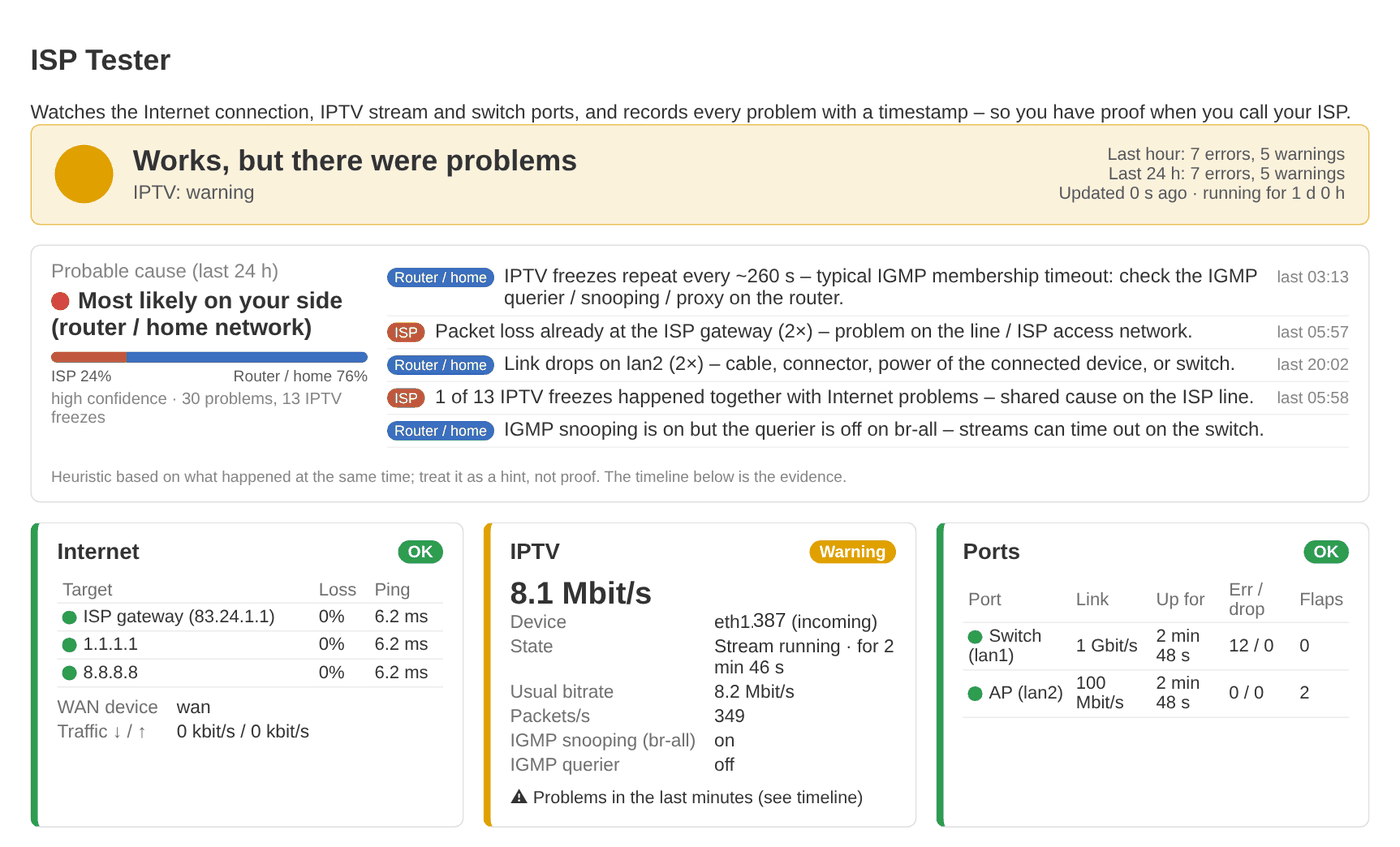 ISP Tester
Watches the Internet connection, IPTV stream and switch ports, and records every problem with a timestamp – so you have proof when you call your ISP.
Works, but there were problems
IPTV: warning
Last hour: 7 errors, 5 warnings
Last 24 h: 7 errors, 5 warnings
Updated 0 s ago · running for 1 d 0 h
Probable cause (last 24 h)
Most likely on your side
(router / home network)
ISP 24% Router / home 76%
high confidence · 30 problems, 13 IPTV
freezes
Router / home IPTV freezes repeat every ~260 s – typical IGMP membership timeout: check the IGMP last 03:13
querier / snooping / proxy on the router.
ISP Packet loss already at the ISP gateway (2×) – problem on the line / ISP access network. last 05:57
Router / home Link drops on lan2 (2×) – cable, connector, power of the connected device, or switch. last 20:02
ISP 1 of 13 IPTV freezes happened together with Internet problems – shared cause on the ISP line. last 05:58
Router / home IGMP snooping is on but the querier is off on br-all – streams can time out on the switch.
Heuristic based on what happened at the same time; treat it as a hint, not proof. The timeline below is the evidence.
Internet OK
Target Loss Ping
ISP gateway (83.24.1.1) 0% 6.2 ms
1.1.1.1 0% 6.2 ms
8.8.8.8 0% 6.2 ms
WAN device wan
Traffic ↓ / ↑ 0 kbit/s / 0 kbit/s
IPTV Warning
8.1 Mbit/s
Device eth1.387 (incoming)
State Stream running · for 2
min 46 s
Usual bitrate 8.2 Mbit/s
Packets/s 349
IGMP snooping (br-all) on
IGMP querier off
⚠ Problems in the last minutes (see timeline)
Ports OK
Port Link Up for Err / drop Flaps
Switch (lan1) 1 Gbit/s 2 min 48 s 12 / 0 0
AP (lan2) 100 Mbit/s 2 min 48 s 0 / 0 2